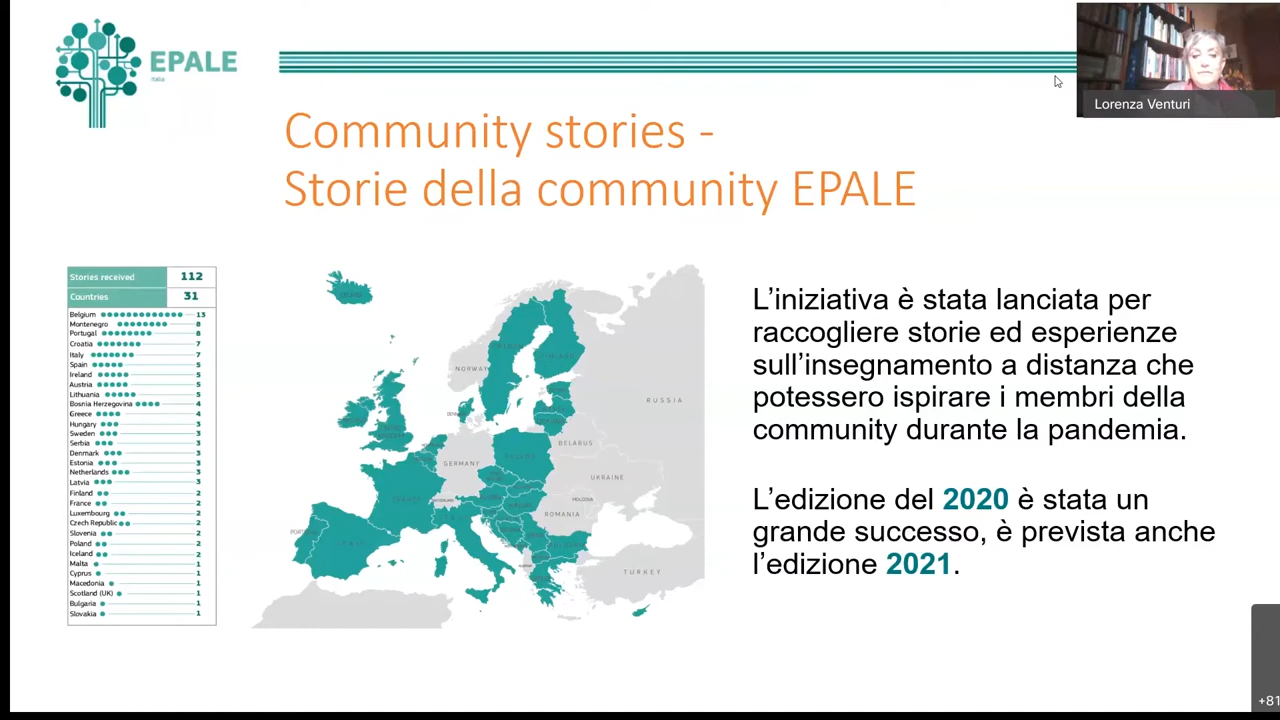 EPALE
Italia
Lorenza Venturi
Community stories -
Storie della community EPALE
Stories received 112
Countries 31
Belgium 13
Montenegro 8
Portugal 8
Croatia 7
Italy 7
Spain 5
Ireland 5
Austria 5
Lithuania 5
Bosnia Herzegovina 4
Greece 4
Hungary 3
Sweden 3
Serbia 3
Denmark 3
Estonia 3
Netherlands 3
Latvia 3
Finland 2
France 2
Luxembourg 2
Czech Republic 2
Slovenia 2
Poland 2
Iceland 2
Malta 1
Cyprus 1
Macedonia 1
Scotland (UK) 1
Bulgaria 1
Slovakia 1
NORWAY
RUSSIA
BELARUS
GERMANY
UKRAINE
MOLDOVA
ROMANIA
TURKEY
L’iniziativa è stata lanciata per
raccogliere storie ed esperienze
sull’insegnamento a distanza che
potessero ispirare i membri della
community durante la pandemia.
L’edizione del 2020 è stata un
grande successo, è prevista anche
l’edizione 2021.
+81